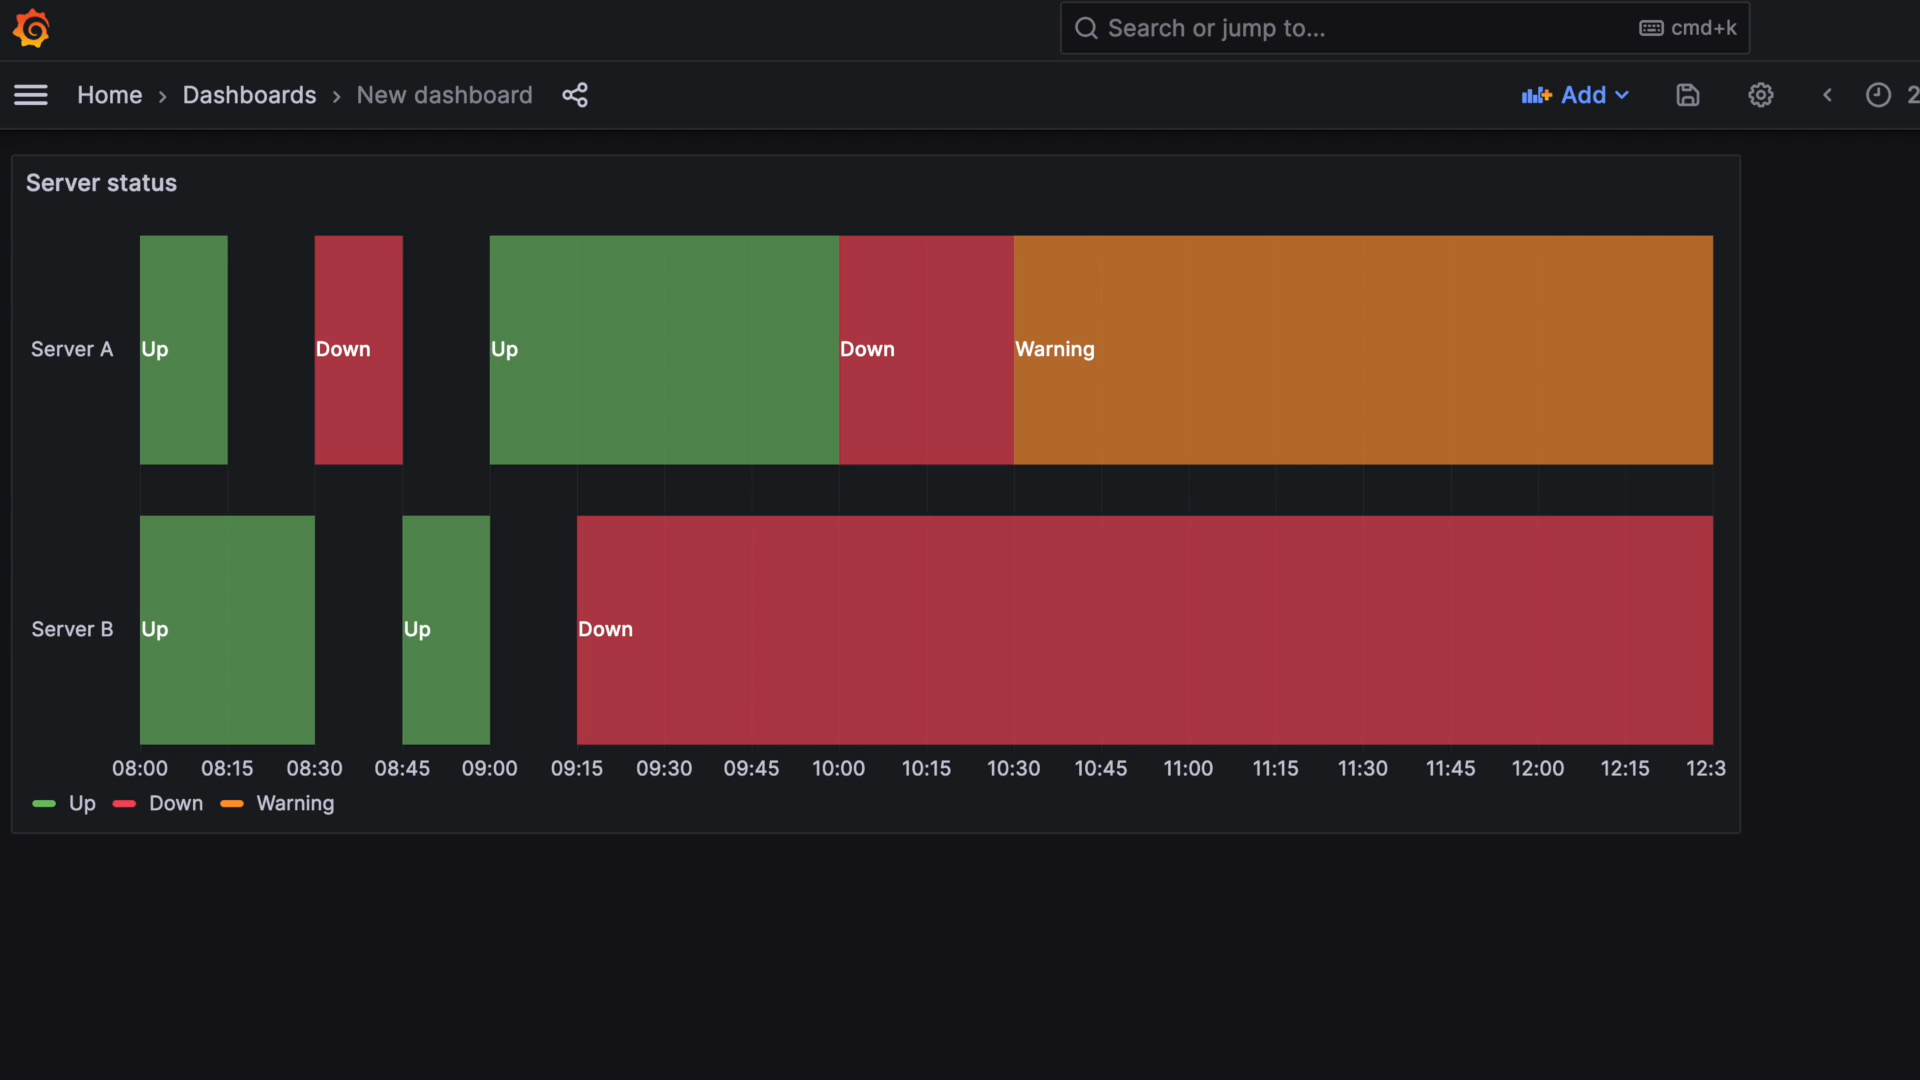 Search or jump to... cmd+k
Home › Dashboards › New dashboard Add 2
Server status
Server A Up Down Up Down Warning
Server B Up Up Down
08:00 08:15 08:30 08:45 09:00 09:15 09:30 09:45 10:00 10:15 10:30 10:45 11:00 11:15 11:30 11:45 12:00 12:15 12:3
Up Down Warning